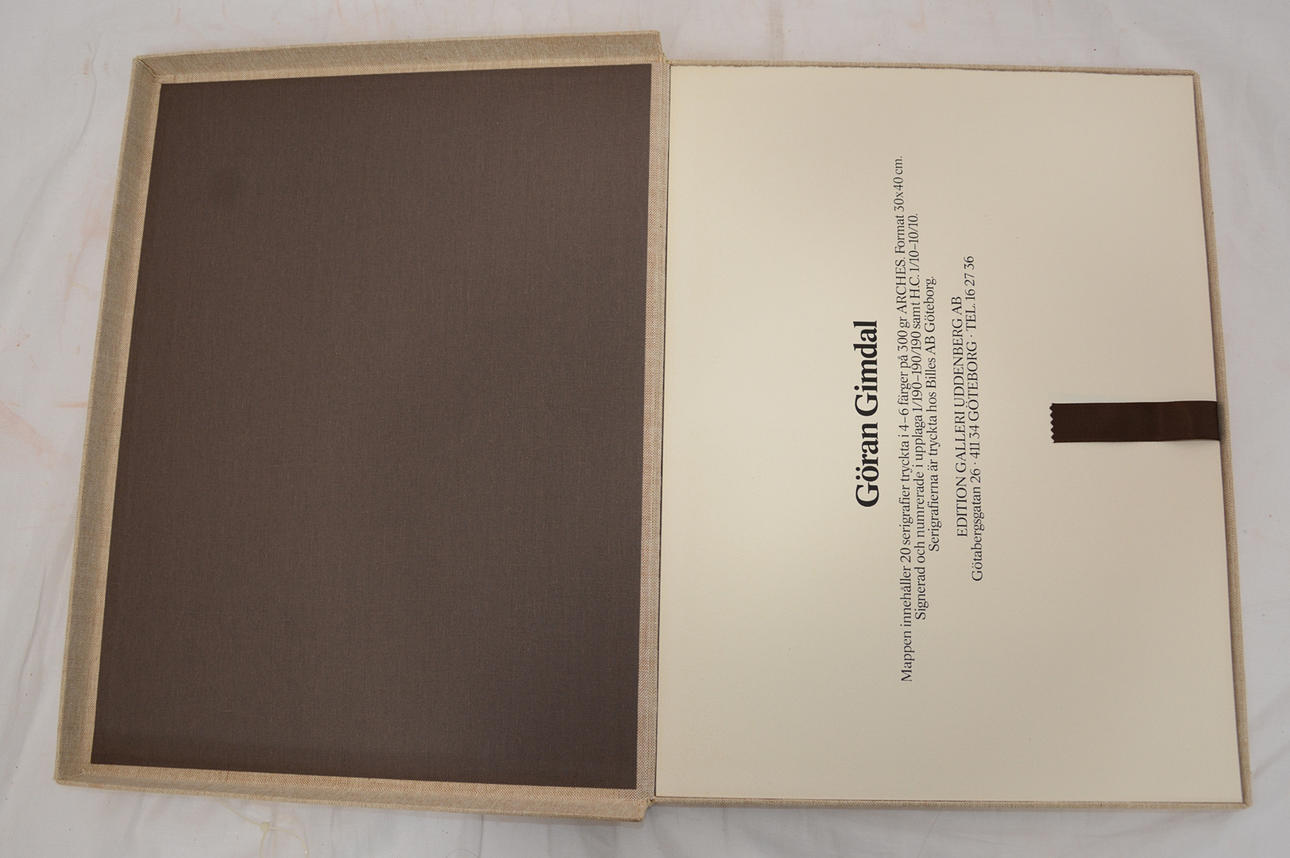 Göran Gimdal
Mappen innehåller 20 serigrafier tryckta i 4–6 färger på 300 gr ARCHES. Format 30x40 cm.
Signerad och numrerade i upplaga 1/190–190/190 samt H.C. 1/10–10/10.
Serigrafierna är tryckta hos Billes AB Göteborg.
EDITION GALLERI UDDENBERG AB
Götabergsgatan 26 · 411 34 GÖTEBORG · TEL. 16 27 36